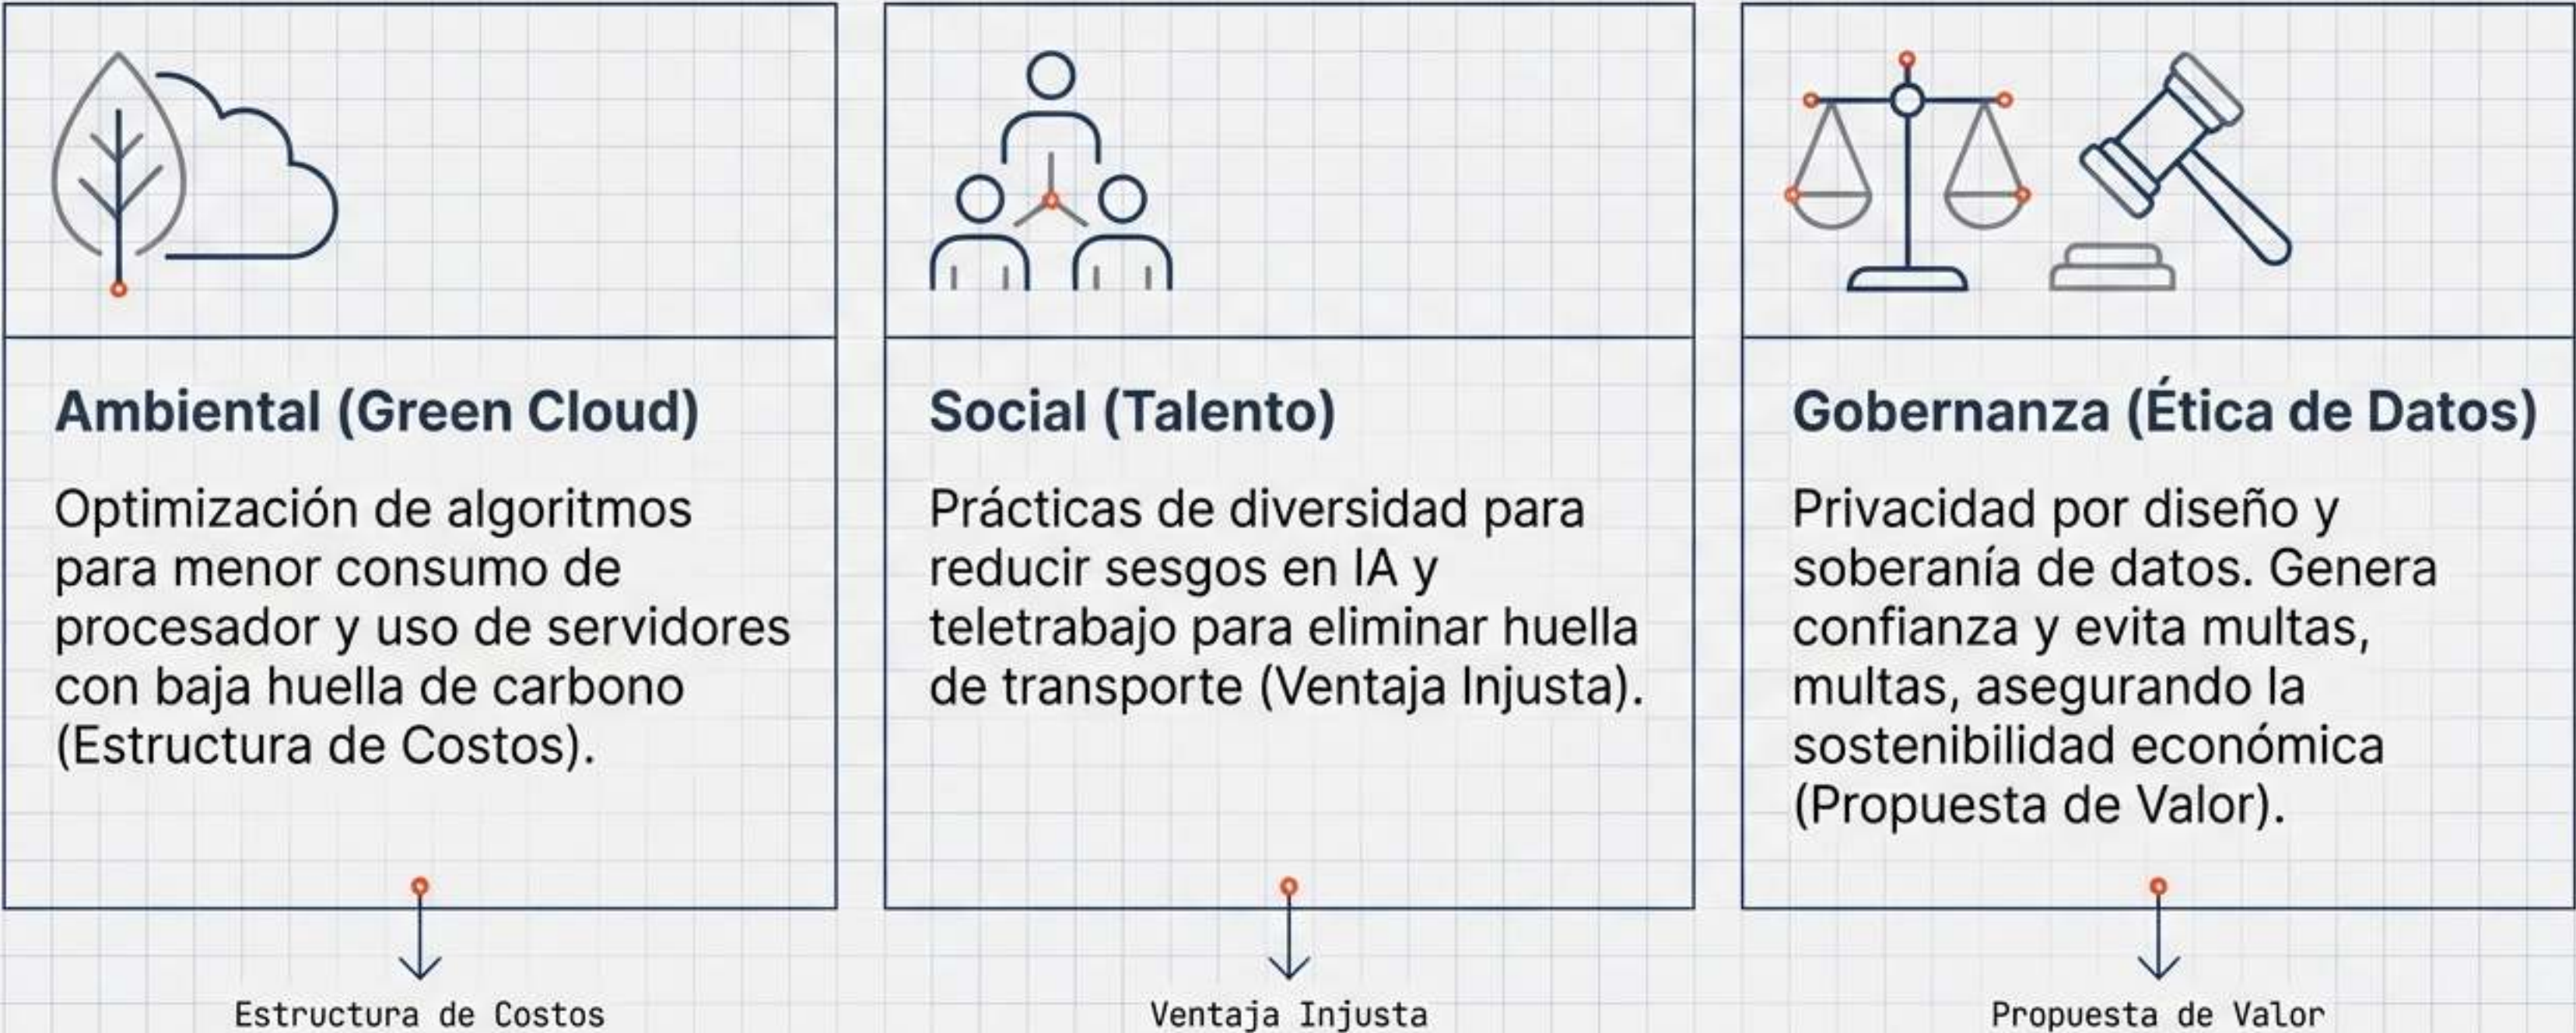 Ambiental (Green Cloud)
Optimización de algoritmos
para menor consumo de
procesador y uso de servidores
con baja huella de carbono
(Estructura de Costos).
Estructura de Costos
Social (Talento)
Prácticas de diversidad para
reducir sesgos en IA y
teletrabajo para eliminar huella
de transporte (Ventaja Injusta).
Ventaja Injusta
Gobernanza (Ética de Datos)
Privacidad por diseño y
soberanía de datos. Genera
confianza y evita multas,
multas, asegurando la
sostenibilidad económica
(Propuesta de Valor).
Propuesta de Valor